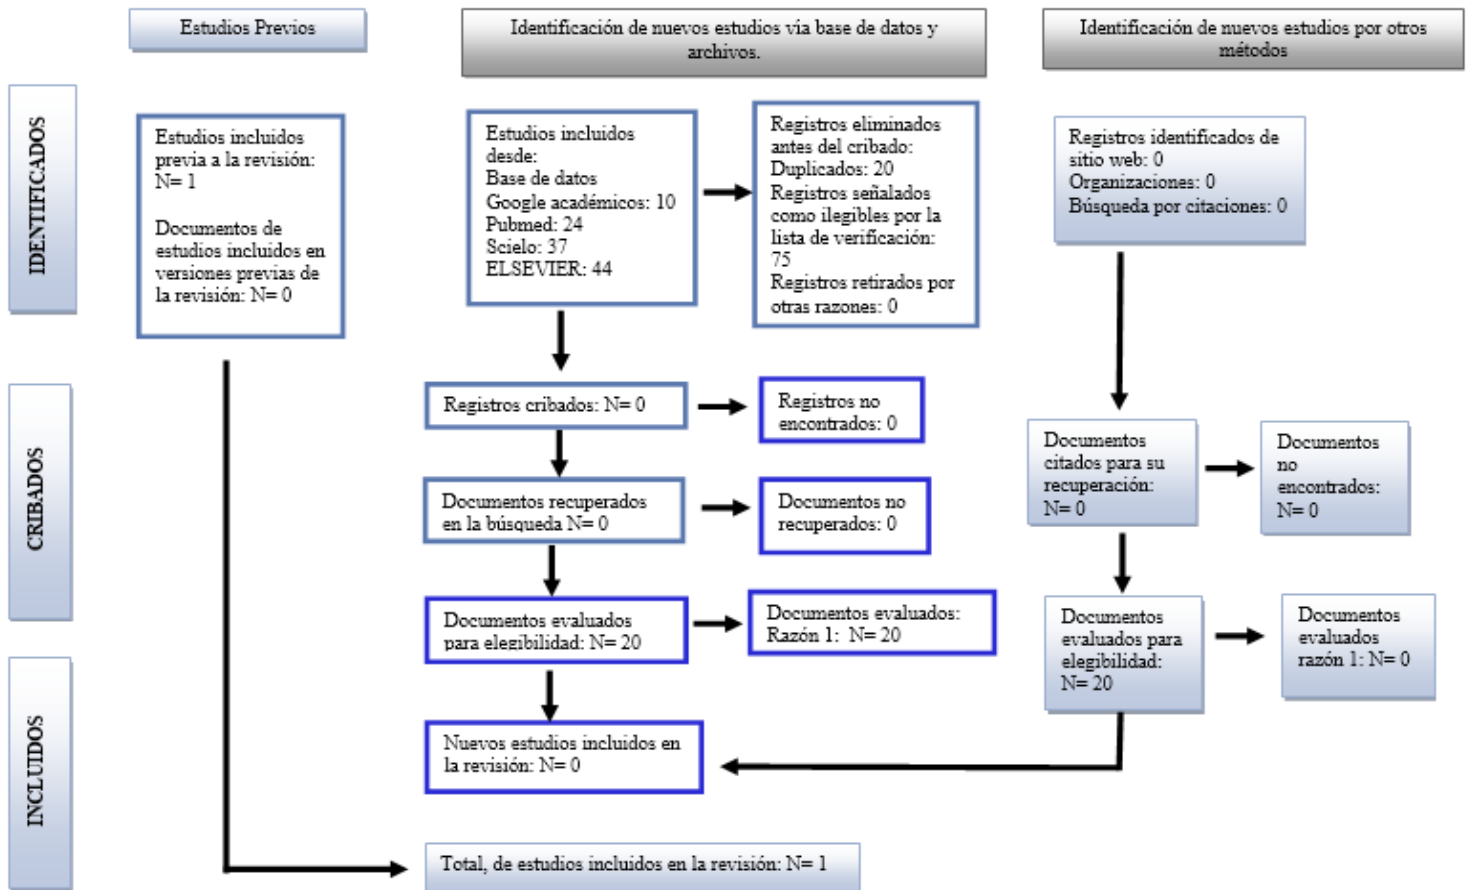 Estudios Previos
Identificación de nuevos estudios vía base de datos y
archivos.
Identificación de nuevos estudios por otros
métodos
IDENTIFICADOS
Estudios incluidos
previa a la revisión:
N= 1
Documentos de
estudios incluidos en
versiones previas de
la revisión: N= 0
Estudios incluidos
desde:
Base de datos
Google académicos: 10
Pubmed: 24
Scielo: 37
ELSEVIER: 44
Registros eliminados
antes del cribado:
Duplicados: 20
Registros señalados
como ilegibles por la
lista de verificación:
75
Registros retirados por
otras razones: 0
Registros identificados de
sitio web: 0
Organizaciones: 0
Búsqueda por citaciones: 0
CRIBADOS
Registros cribados: N= 0
Registros no
encontrados: 0
Documentos recuperados
en la búsqueda N= 0
Documentos no
recuperados: 0
Documentos evaluados
para elegibilidad: N= 20
Documentos evaluados:
Razón 1: N= 20
Documentos
citados para su
recuperación:
N= 0
Documentos
no
encontrados:
N= 0
Documentos
evaluados para
elegibilidad:
N= 20
Documentos
evaluados
razón 1: N= 0
INCLUIDOS
Nuevos estudios incluidos en
la revisión: N= 0
Total, de estudios incluidos en la revisión: N= 1